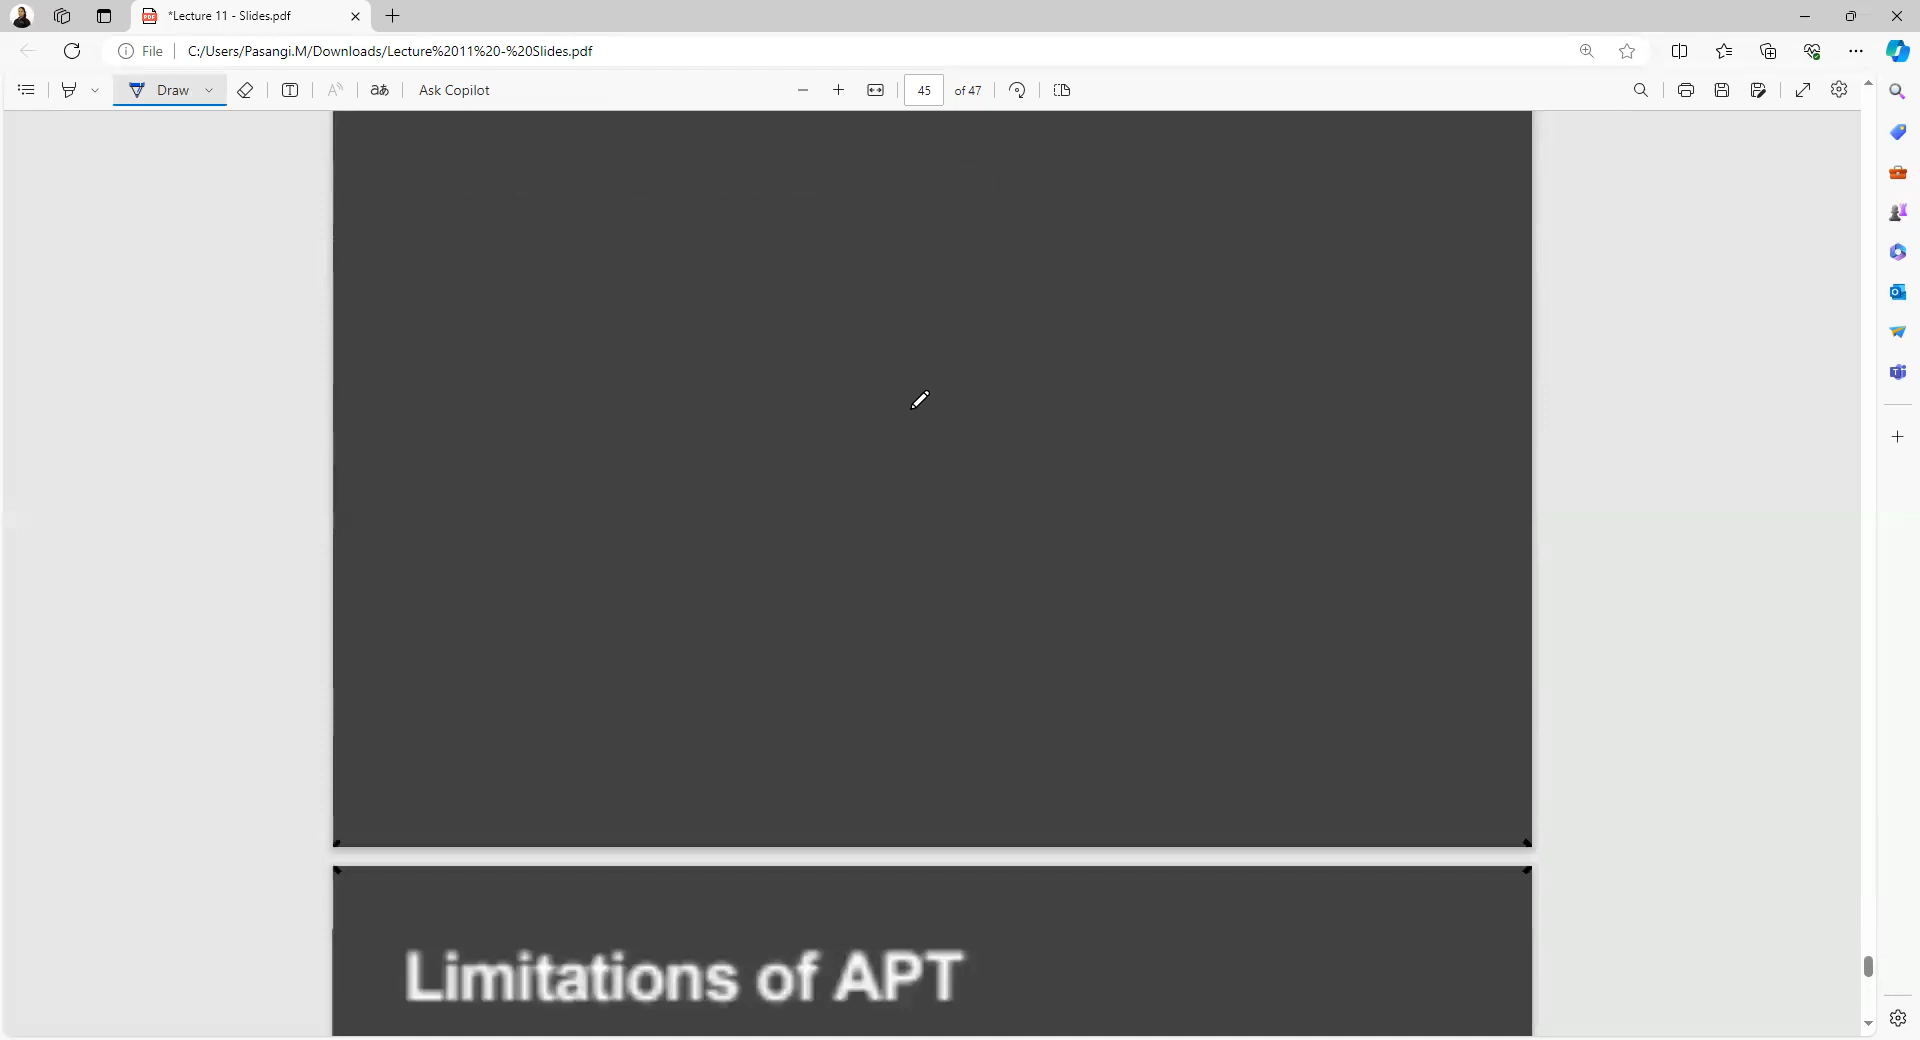 *Lecture 11 - Slides.pdf
File
C:/Users/Pasangi.M/Downloads/Lecture%2011%20-%20Slides.pdf
Draw
Ask Copilot
45 of 47
Limitations of APT